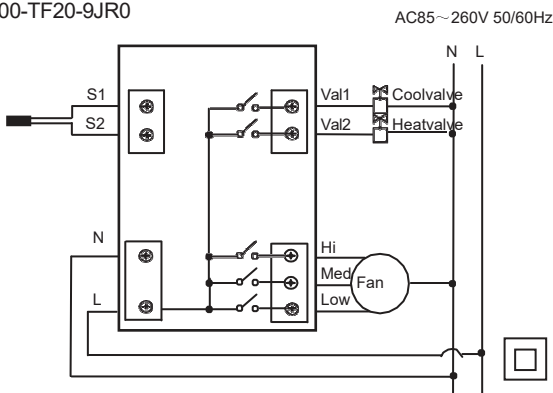 00-TF20-9JR0
AC85～260V 50/60Hz
N L
S1
S2
Val1 Coolvalve
Val2 Heatvalve
N
L
Hi
Med
Low
Fan